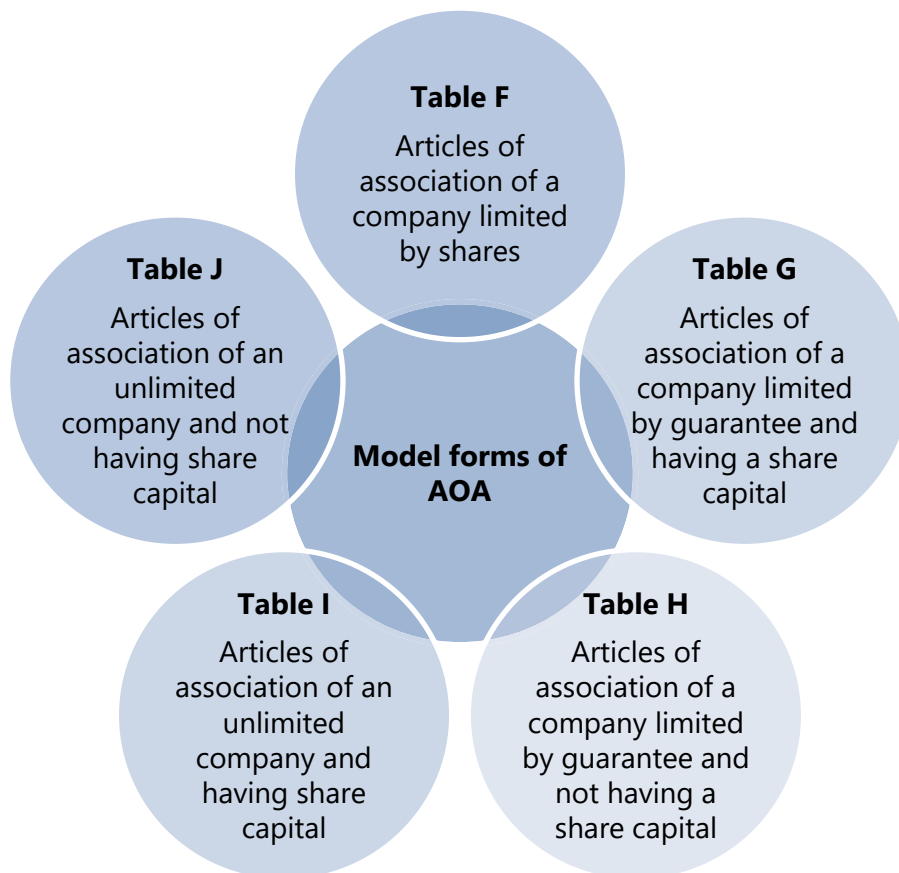 Table F
Articles of
association of a
company limited
by shares
Table G
Articles of
association of a
company limited
by guarantee and
having a share
capital
Table H
Articles of
association of a
company limited
by guarantee and
not having a
share capital
Table I
Articles of
association of an
unlimited
company and
having share
capital
Table J
Articles of
association of an
unlimited
company and not
having share
capital
Model forms of
AOA